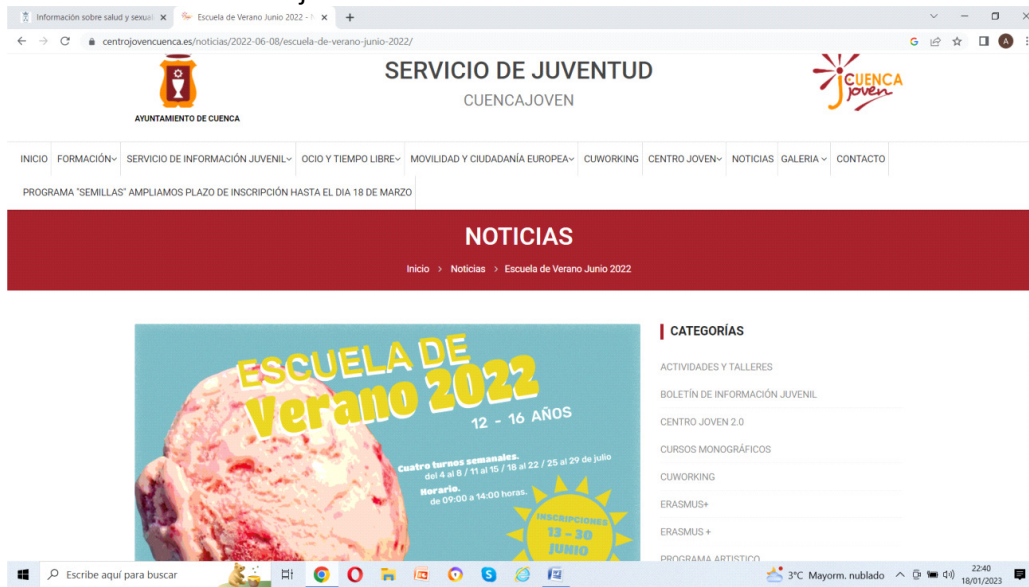 Información sobre salud y sexual
Escuela de Verano Junio 2022 -
centrojovencuenca.es/noticias/2022-06-08/escuela-de-verano-junio-2022/
A
AYUNTAMIENTO DE CUENCA
SERVICIO DE JUVENTUD
CUENCAJOVEN
CUENCA
joven
INICIO FORMACIÓN SERVICIO DE INFORMACIÓN JUVENIL OCIO Y TIEMPO LIBRE MOVILIDAD Y CIUDADANÍA EUROPEA CUWORKING CENTRO JOVEN NOTICIAS GALERIA CONTACTO
PROGRAMA "SEMILLAS" AMPLIAMOS PLAZO DE INSCRIPCIÓN HASTA EL DIA 18 DE MARZO
NOTICIAS
Inicio > Noticias > Escuela de Verano Junio 2022
ESCUELA DE
Verano 2022
12 - 16 AÑOS
Cuatro turnos semanales.
del 4 al 8 / 11 al 15 / 18 al 22 / 25 al 29 de julio
Horario.
de 09:00 a 14:00 horas.
INSCRIPCIONES
13 - 30
JUNIO
CATEGORÍAS
ACTIVIDADES Y TALLERES
BOLETÍN DE INFORMACIÓN JUVENIL
CENTRO JOVEN 2.0
CURSOS MONOGRÁFICOS
CUWORKING
ERASMUS+
ERASMUS +
PROGRAMA ARTISTICO
Escribe aquí para buscar
3°C Mayorm. nublado
22:40
18/01/2023